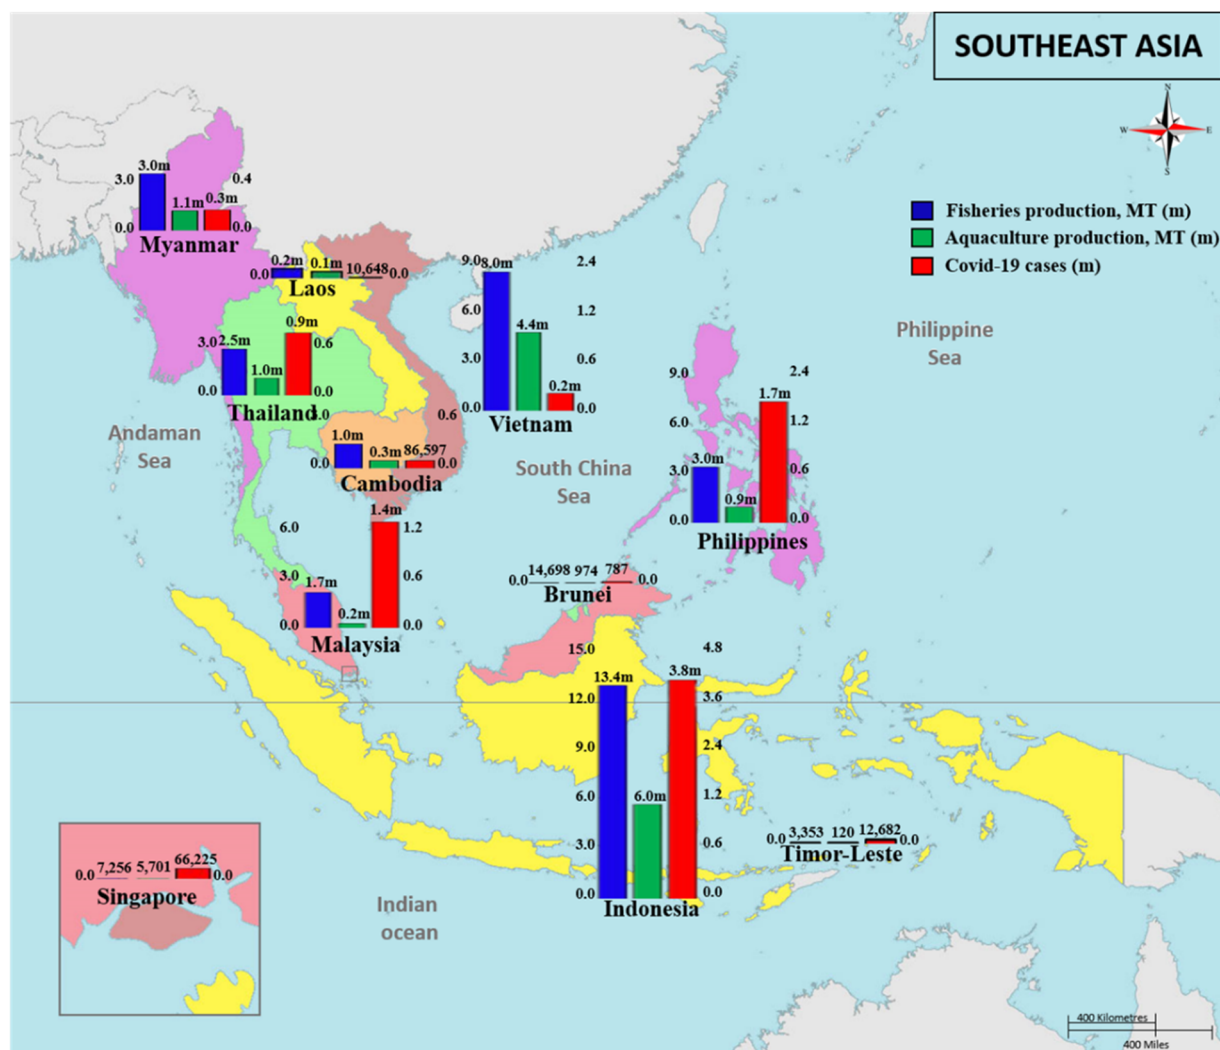 SOUTHEAST ASIA
N
W
E
S
Fisheries production, MT (m)
Aquaculture production, MT (m)
Covid-19 cases (m)
3.0m
3.0
0.4
1.1m
0.3m
0.0
0.0
Myanmar
0.2m
0.1m
10,648
0.0
0.0
Laos
9.0
8.0m
2.4
6.0
4.4m
1.2
3.0
0.6
0.2m
0.0
0.0
Vietnam
0.9m
3.0
2.5m
0.6
1.0m
0.0
0.0
Thailand
3.0
0.6
1.0m
0.3m
86,597
0.0
0.0
Cambodia
Philippine
Sea
Andaman
Sea
South China
Sea
9.0
2.4
1.7m
6.0
1.2
3.0m
3.0
0.6
0.9m
0.0
0.0
Philippines
1.4m
6.0
1.2
3.0
1.7m
0.6
0.2m
0.0
0.0
Malaysia
0.0
14,698
974
787
0.0
Brunei
15.0
4.8
13.4m
3.8m
12.0
3.6
9.0
2.4
6.0
6.0m
1.2
3.0
0.6
0.0
0.0
Indonesia
0.0
3,353
120
12,682
0.0
Timor-Leste
0.0
7,256
5,701
66,225
0.0
Singapore
Indian
ocean
400 Kilometres
400 Miles